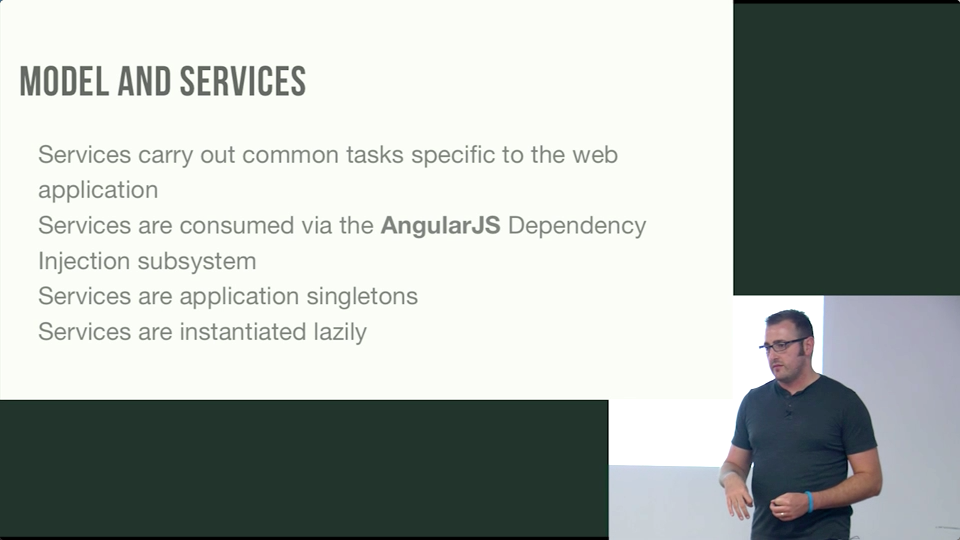 MODEL AND SERVICES
Services carry out common tasks specific to the web
application
Services are consumed via the AngularJS Dependency
Injection subsystem
Services are application singletons
Services are instantiated lazily